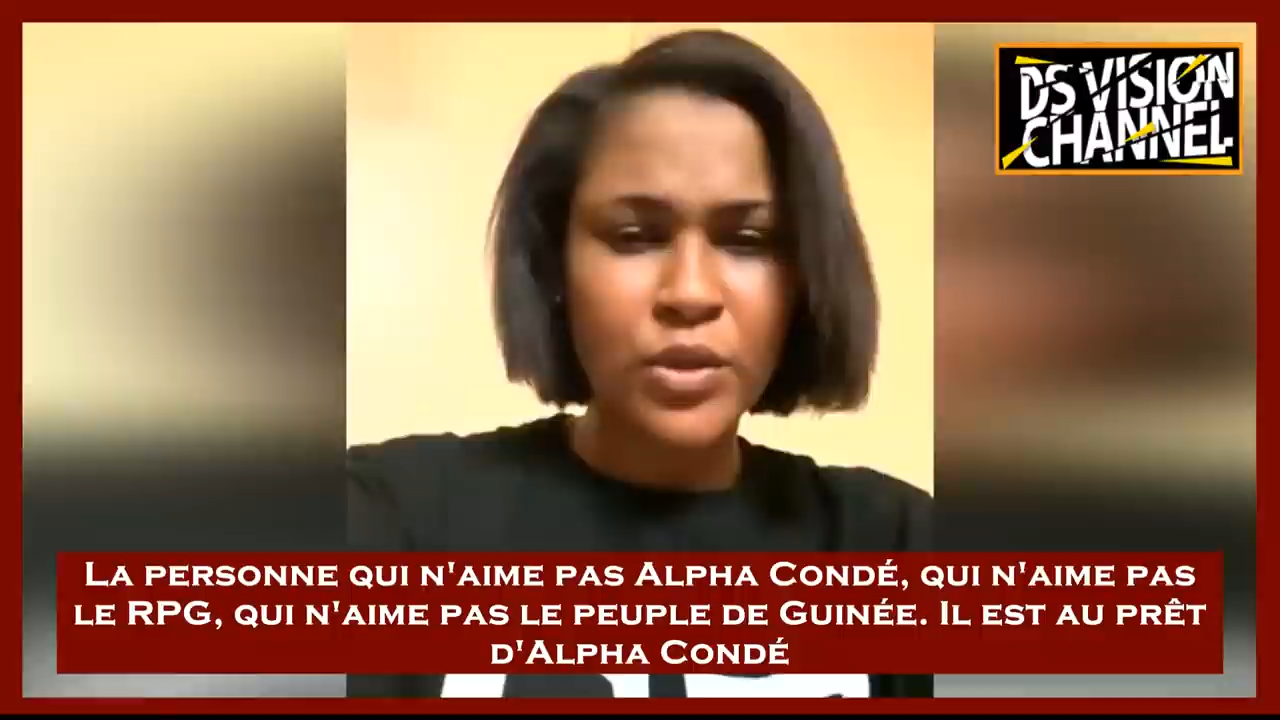 DS VISION
CHANNEL
La personne qui n'aime pas Alpha Condé, qui n'aime pas
le RPG, qui n'aime pas le peuple de Guinée. Il est au prêt
d'Alpha Condé